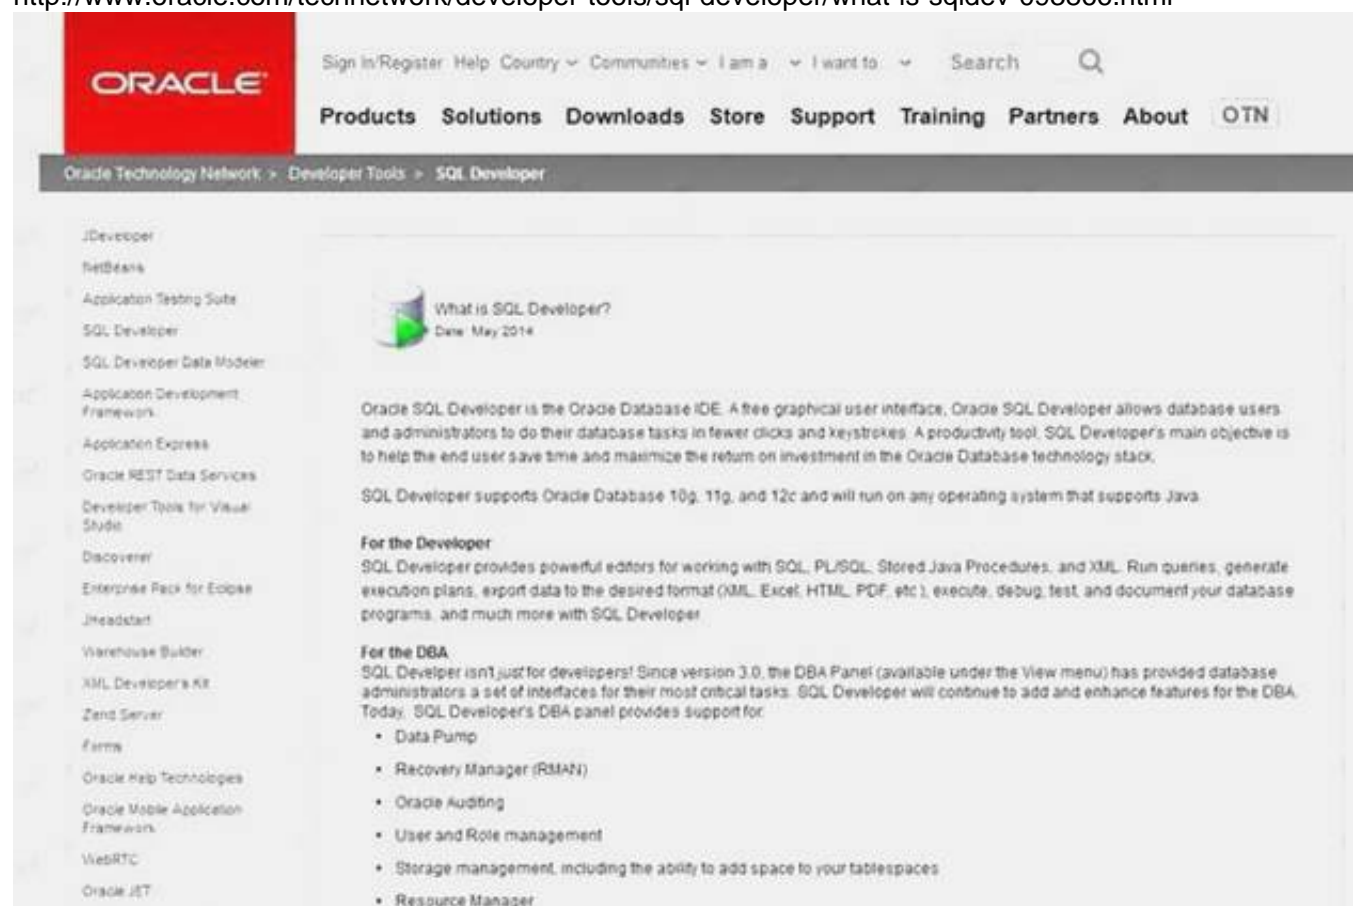 http://www.oracle.com/technetwork/developer-tools/sql-developer/what-is-sqldev-093866.html
ORACLE
Sign In/Register Help Country Communities I am a I want to Search
Products Solutions Downloads Store Support Training Partners About OTN
Oracle Technology Network > Developer Tools > SQL Developer
JDeveloper
NetBeans
Application Testing Suite
SQL Developer
SQL Developer Data Modeler
Application Development
Framework
Application Express
Oracle REST Data Services
Developer Tools for Visual
Studio
Discoverer
Enterprise Pack for Eclipse
JHeadstart
Warehouse Builder
XML Developer's Kit
Zend Server
Forms
Oracle Help Technologies
Oracle Mobile Application
Framework
WebRTC
Oracle JET
What is SQL Developer?
Date: May 2014
Oracle SQL Developer is the Oracle Database IDE. A free graphical user interface, Oracle SQL Developer allows database users
and administrators to do their database tasks in fewer clicks and keystrokes. A productivity tool, SQL Developer's main objective is
to help the end user save time and maximize the return on investment in the Oracle Database technology stack.
SQL Developer supports Oracle Database 10g, 11g, and 12c and will run on any operating system that supports Java.
For the Developer
SQL Developer provides powerful editors for working with SQL, PL/SQL, Stored Java Procedures, and XML. Run queries, generate
execution plans, export data to the desired format (XML, Excel, HTML, PDF, etc.), execute, debug, test, and document your database
programs, and much more with SQL Developer.
For the DBA
SQL Develper isn't just for developers! Since version 3.0, the DBA Panel (available under the View menu) has provided database
administrators a set of interfaces for their most critical tasks. SQL Developer will continue to add and enhance features for the DBA.
Today, SQL Developer's DBA panel provides support for:
• Data Pump
• Recovery Manager (RMAN)
• Oracle Auditing
• User and Role management
• Storage management, including the ability to add space to your tablespaces
• Resource Manager